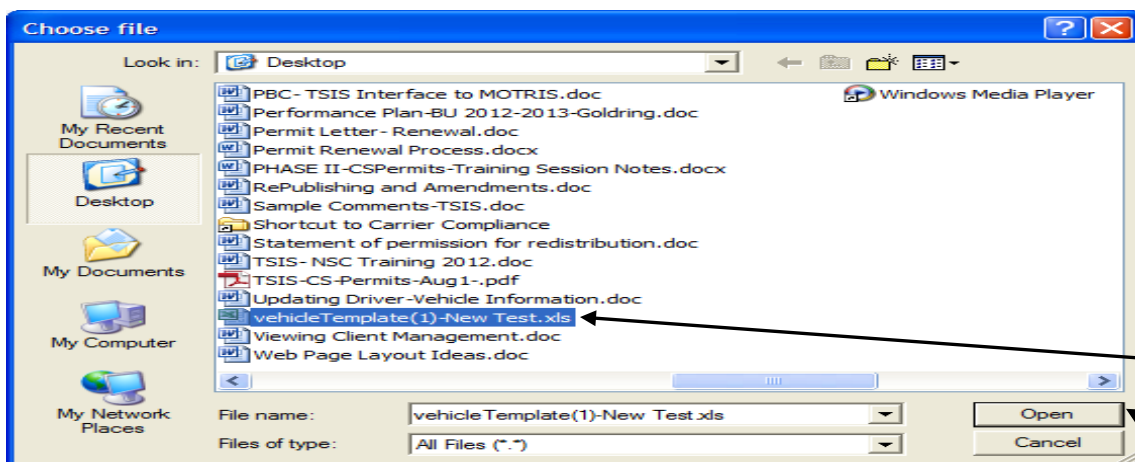 Choose file
Look in:
Desktop
My Recent
Documents
Desktop
My Documents
My Computer
My Network
Places
PBC- TSIS Interface to MOTRIS.doc
Performance Plan-BU 2012-2013-Goldring.doc
Permit Letter- Renewal.doc
Permit Renewal Process.docx
PHASE II-CSPermits-Training Session Notes.docx
RePublishing and Amendments.doc
Sample Comments-TSIS.doc
Shortcut to Carrier Compliance
Statement of permission for redistribution.doc
TSIS- NSC Training 2012.doc
TSIS-CS-Permits-Aug1-.pdf
Updating Driver-Vehicle Information.doc
vehicleTemplate(1)-New Test.xls
Viewing Client Management.doc
Web Page Layout Ideas.doc
Windows Media Player
File name:
vehicleTemplate(1)-New Test.xls
Open
Files of type:
All Files (*.*)
Cancel